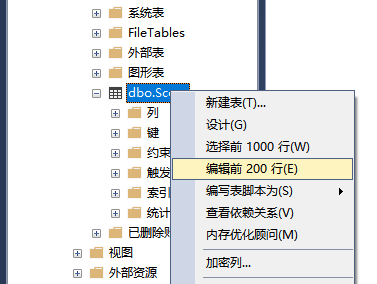 系统表
FileTables
外部表
图形表
dbo.Sc
列
键
约束
触发
索引
统计
已删除
视图
外部资源
新建表(T)...
设计(G)
选择前 1000 行(W)
编辑前 200 行(E)
编写表脚本为(S)
查看依赖关系(V)
内存优化顾问(M)
加密列...